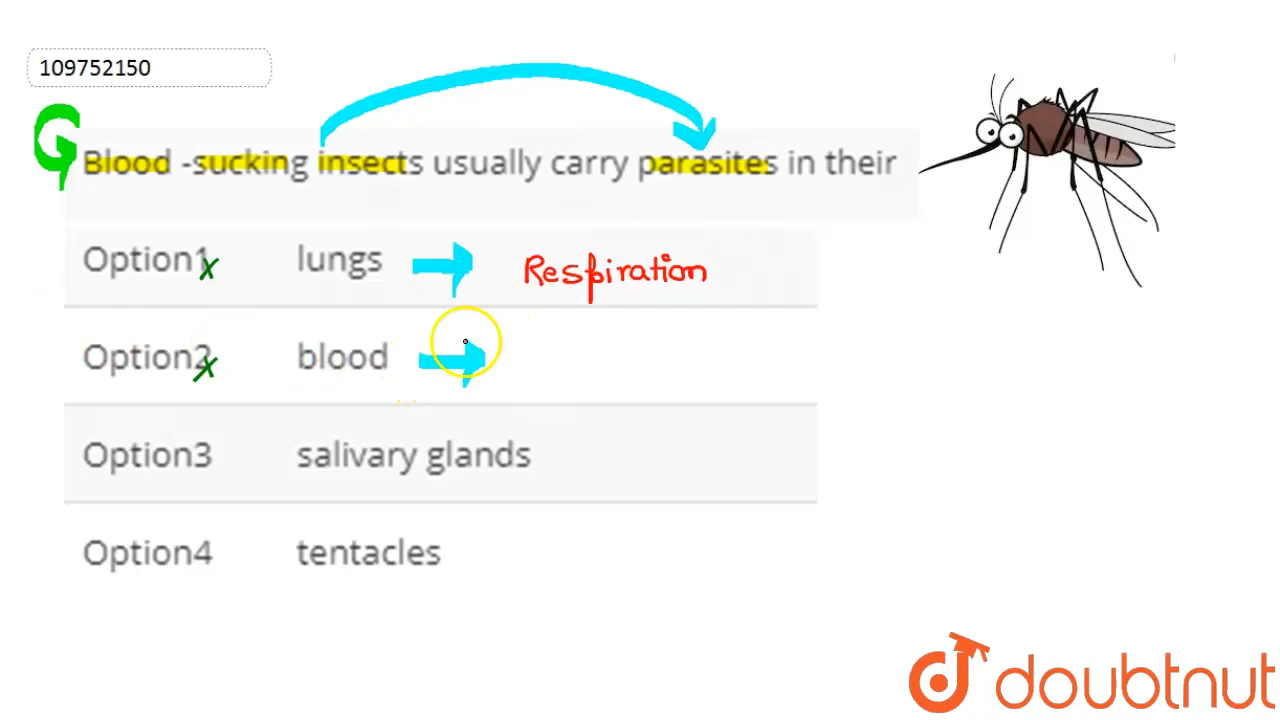 109752150
Blood -sucking insects usually carry parasites in their
Option1 x lungs Respiration
Option2 x blood
Option3 salivary glands
Option4 tentacles
doubtnut